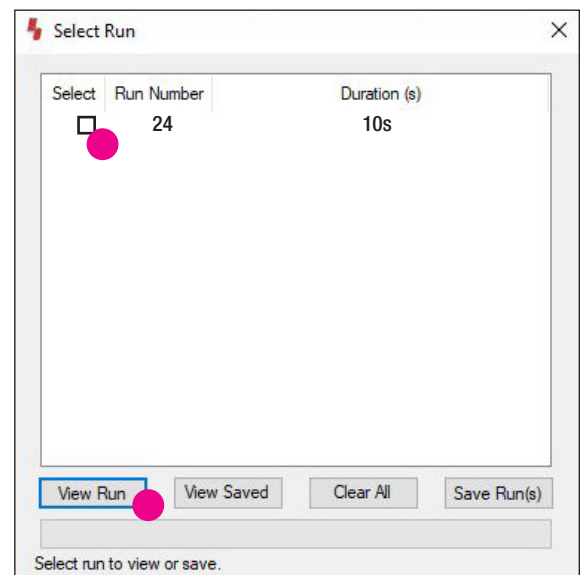 Select Run
Select Run Number Duration (s)
24 10s
View Run View Saved Clear All Save Run(s)
Select run to view or save.